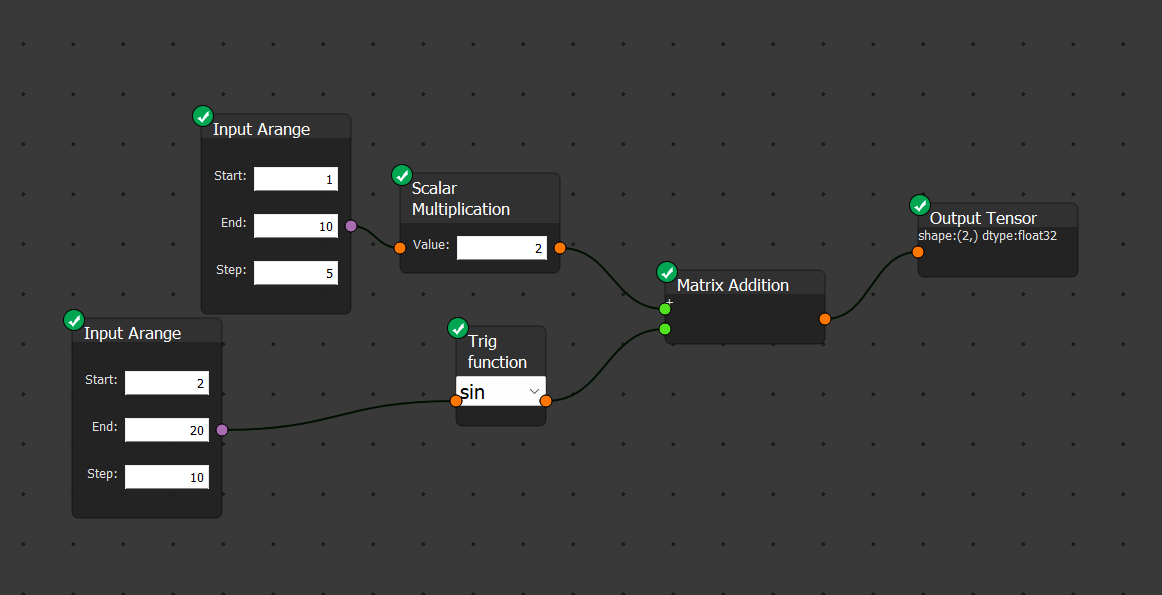 Input Arange
Start: 1
End: 10
Step: 5
Scalar
Multiplication
Value: 2
Input Arange
Start: 2
End: 20
Step: 10
Trig
function
sin
Matrix Addition
+
Output Tensor
shape:(2,) dtype:float32